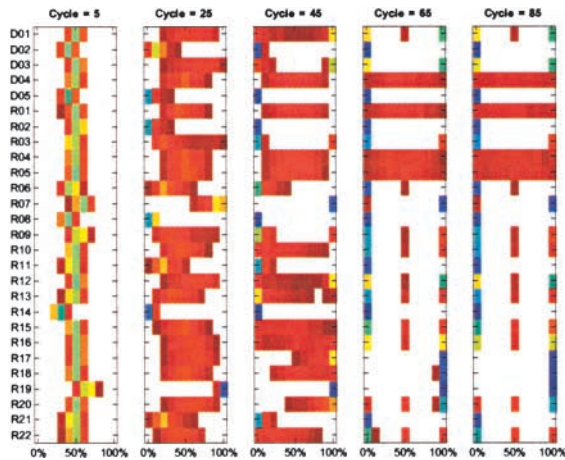 Cycle = 5 Cycle = 25 Cycle = 45 Cycle = 65 Cycle = 85
D01
D02
D03
D04
D05
R01
R02
R03
R04
R05
R06
R07
R08
R09
R10
R11
R12
R13
R14
R15
R16
R17
R18
R19
R20
R21
R22
0% 50% 100% 0% 50% 100% 0% 50% 100% 0% 50% 100% 0% 50% 100%